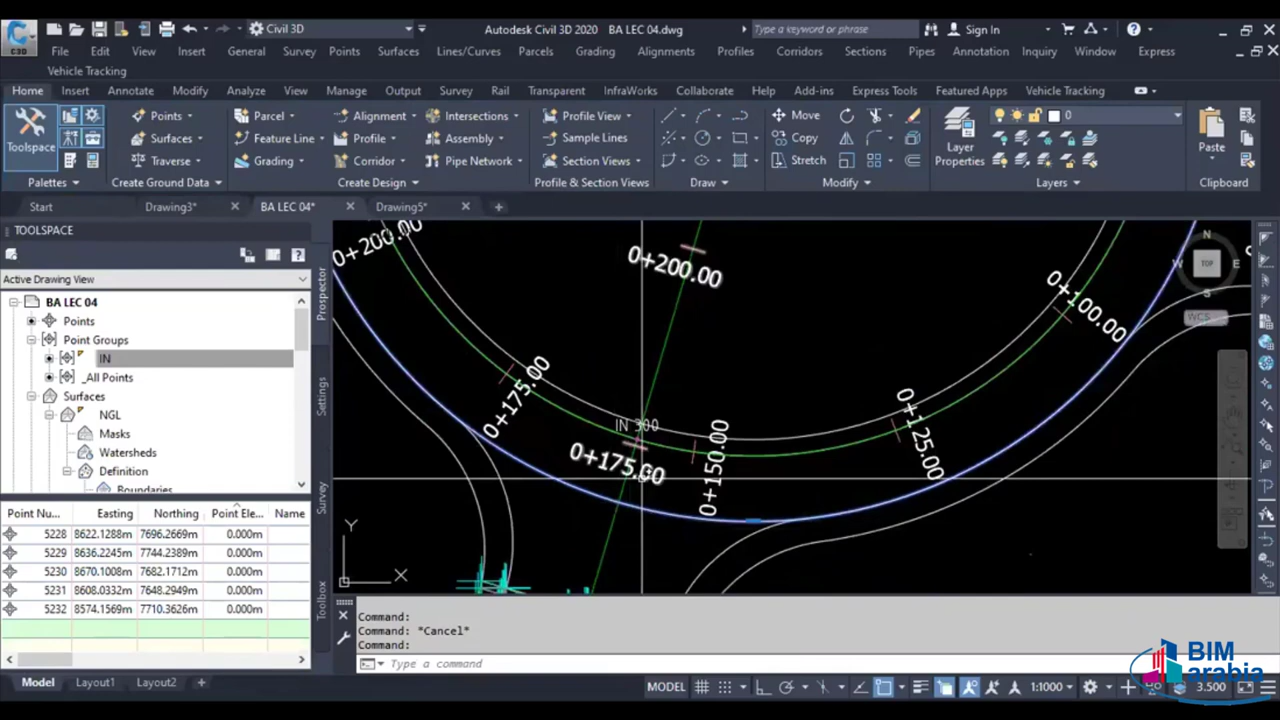 Civil 3D
Autodesk Civil 3D 2020 BA LEC 04.dwg
Type a keyword or phrase
Sign In
C3D
File Edit View Insert General Survey Points Surfaces Lines/Curves Parcels Grading Alignments Profiles Corridors Sections Pipes Annotation Inquiry Window Express
Vehicle Tracking
Home Insert Annotate Modify Analyze View Manage Output Survey Rail Transparent InfraWorks Collaborate Help Add-ins Express Tools Featured Apps Vehicle Tracking
Points Parcel Alignment Intersections Profile View Move 0
Toolspace Surfaces Feature Line Profile Assembly Sample Lines Copy Layer Properties Paste
Traverse Grading Corridor Pipe Network Section Views Stretch
Palettes Create Ground Data Create Design Profile & Section Views Draw Modify Layers Clipboard
Start Drawing3* BA LEC 04* Drawing5*
TOOLSPACE
Active Drawing View
BA LEC 04
Points
Point Groups
IN
_All Points
Surfaces
NGL
Masks
Watersheds
Definition
Boundaries
Prospector
Settings
Survey
Toolbox
Point Nu... Easting Northing Point Ele... Name
5228 8622.1288m 7696.2669m 0.000m
5229 8636.2245m 7744.2389m 0.000m
5230 8670.1008m 7682.1712m 0.000m
5231 8608.0332m 7648.2949m 0.000m
5232 8574.1569m 7710.3626m 0.000m
0+200.00
0+200.00
0+100.00
0+175.00
IN 300
0+175.00
0+150.00
0+125.00
N
W TOP E
S
WCS
Y
X
Command:
Command: *Cancel*
Command:
Type a command
Model Layout1 Layout2 +
MODEL 1:1000 3.500
BIM
arabia